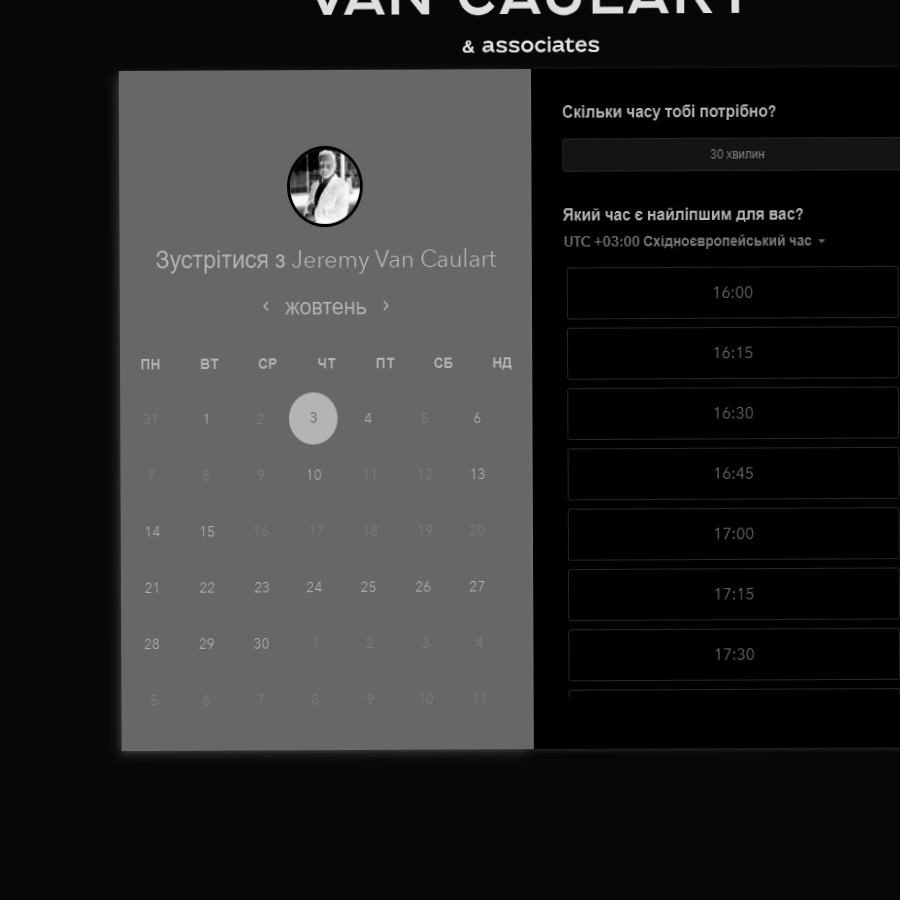 VAN CAULART
& associates
Зустрітися з Jeremy Van Caulart
‹ жовтень ›
ПН ВТ СР ЧТ ПТ СБ НД
31 1 2 3 4 5 6
7 8 9 10 11 12 13
14 15 16 17 18 19 20
21 22 23 24 25 26 27
28 29 30 1 2 3 4
5 6 7 8 9 10 11
Скільки часу тобі потрібно?
30 хвилин
Який час є найліпшим для вас?
UTC +03:00 Східноєвропейський час
16:00
16:15
16:30
16:45
17:00
17:15
17:30